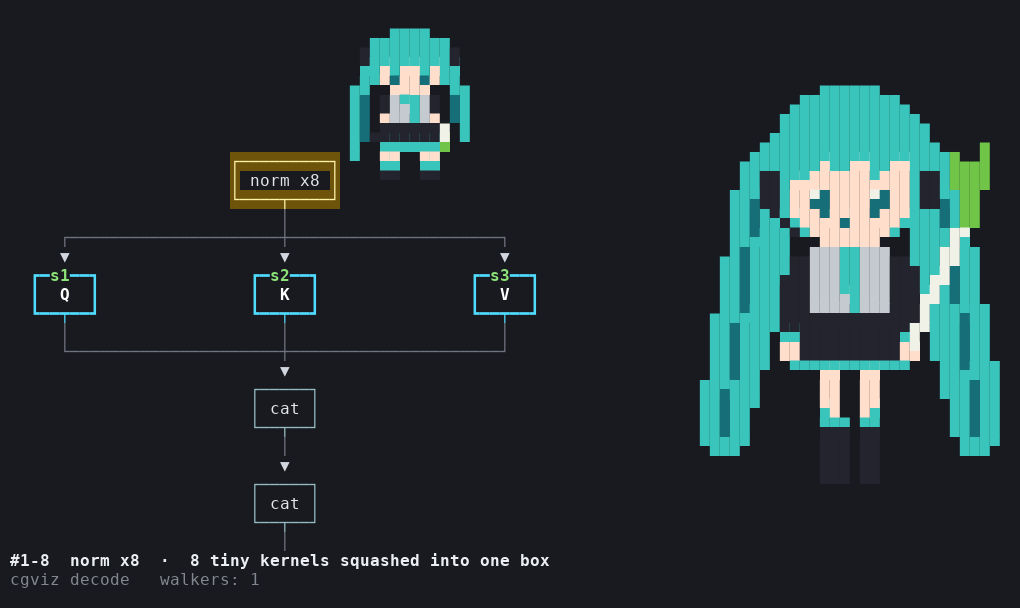 norm x8
s1 s2 s3
Q K V
cat
cat
#1-8  norm x8  ·  8 tiny kernels squashed into one box
cgviz decode   walkers: 1